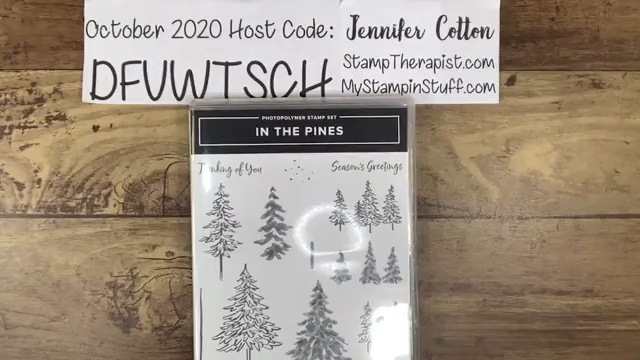 October 2020 Host Code:
DFUWTSCH
Jennifer Cotton
StampTherapist.com
MyStampinStuff.com
PHOTOPOLYMER STAMP SET
IN THE PINES
Thinking of You
Season's Greetings